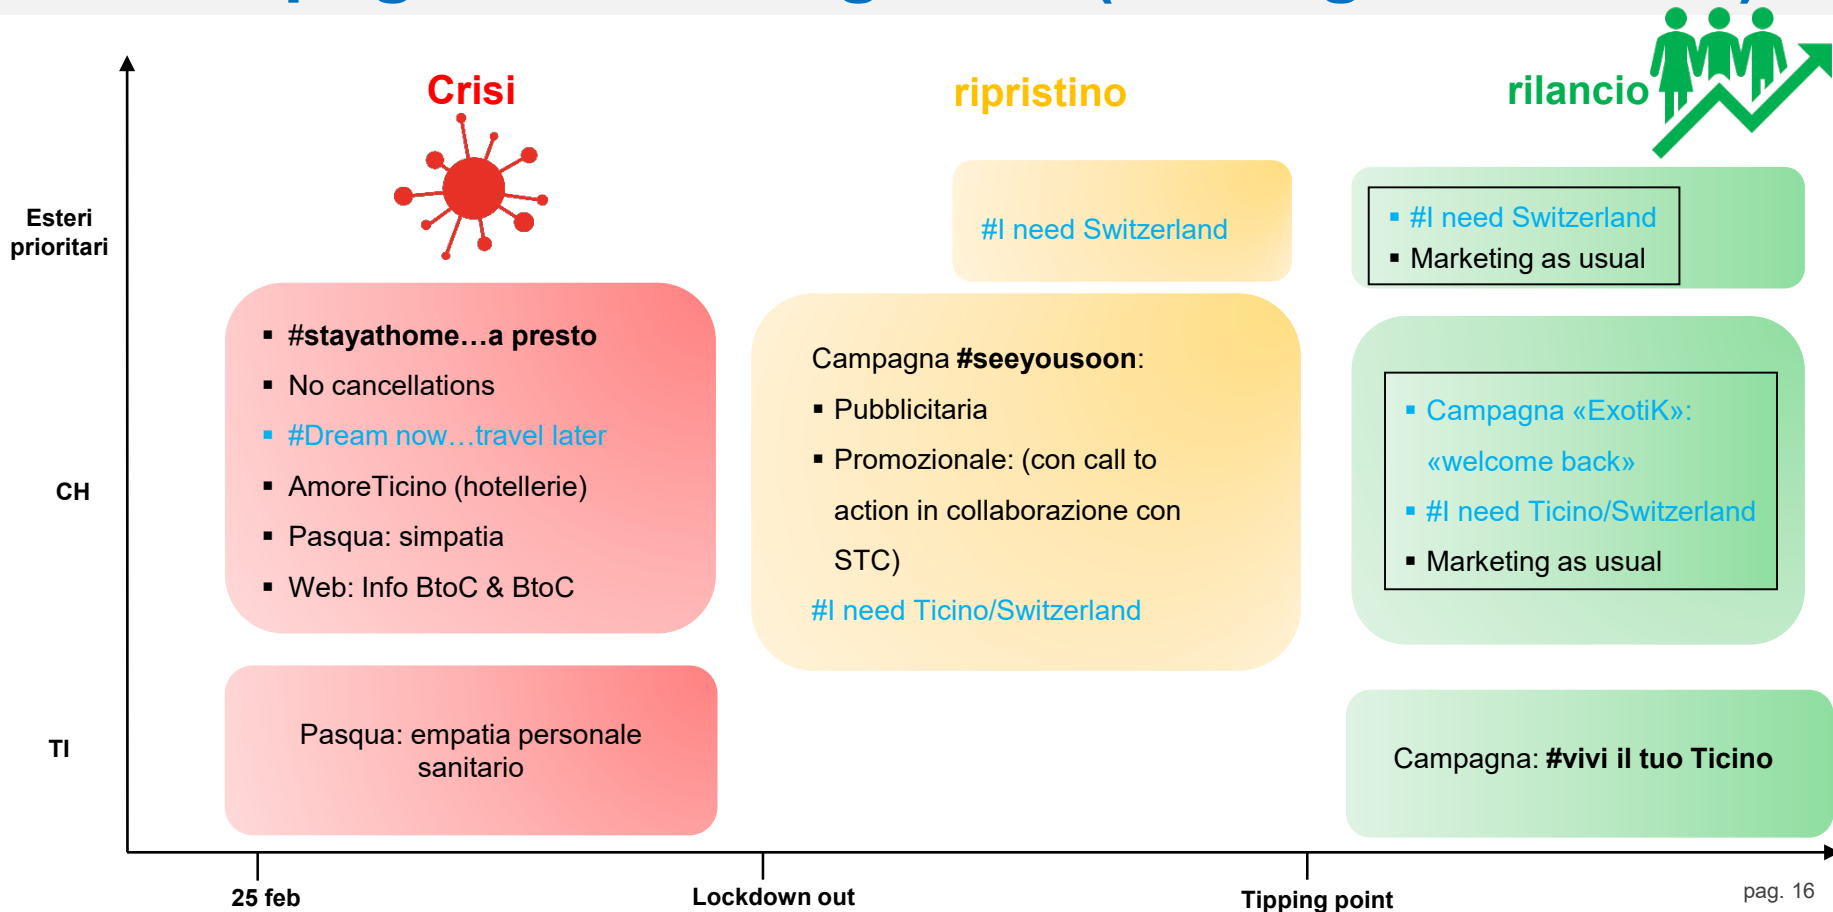 Crisi
ripristino
rilancio
Esteri
prioritari
#I need Switzerland
▪ #I need Switzerland
▪ Marketing as usual
CH
▪ #stayathome…a presto
▪ No cancellations
▪ #Dream now…travel later
▪ AmoreTicino (hotellerie)
▪ Pasqua: simpatia
▪ Web: Info BtoC & BtoC
Campagna #seeyousoon:
▪ Pubblicitaria
▪ Promozionale: (con call to
action in collaborazione con
STC)
#I need Ticino/Switzerland
▪ Campagna «ExotiK»:
«welcome back»
▪ #I need Ticino/Switzerland
▪ Marketing as usual
TI
Pasqua: empatia personale
sanitario
Campagna: #vivi il tuo Ticino
25 feb
Lockdown out
Tipping point
pag. 16